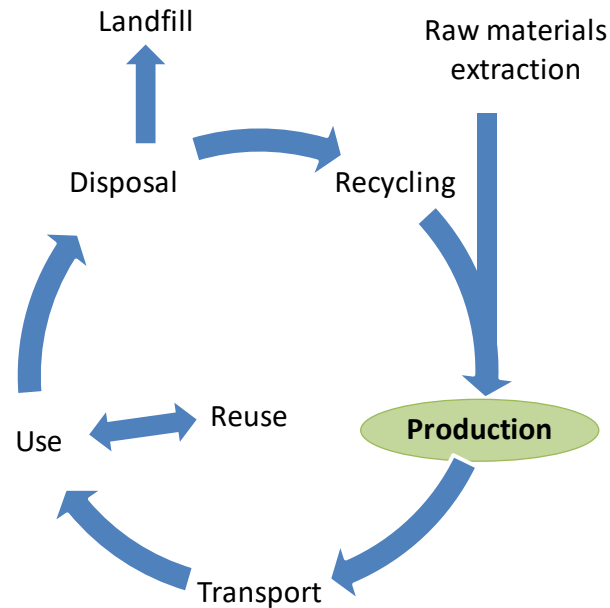 Landfill
Raw materials
extraction
Disposal
Recycling
Reuse
Production
Use
Transport